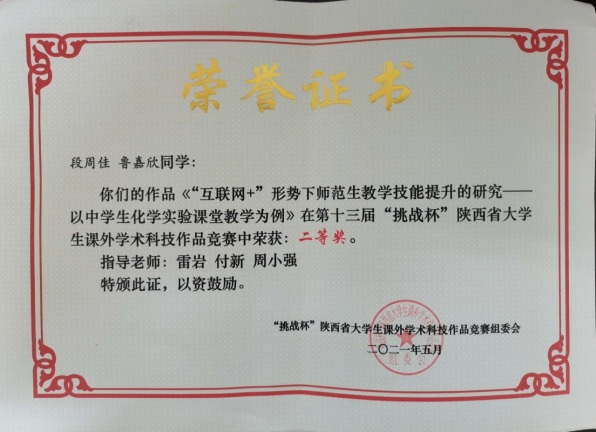 荣誉证书
段周佳 鲁嘉欣同学：
你们的作品《“互联网+”形势下师范生教学技能提升的研究——
以中学生化学实验课堂教学为例》在第十三届“挑战杯”陕西省大学
生课外学术科技作品竞赛中荣获：二等奖。
指导老师：雷岩 付新 周小强
特颁此证，以资鼓励。
“挑战杯”陕西省大学生课外学术科技作品竞赛组委会
二〇二一年五月
组委会